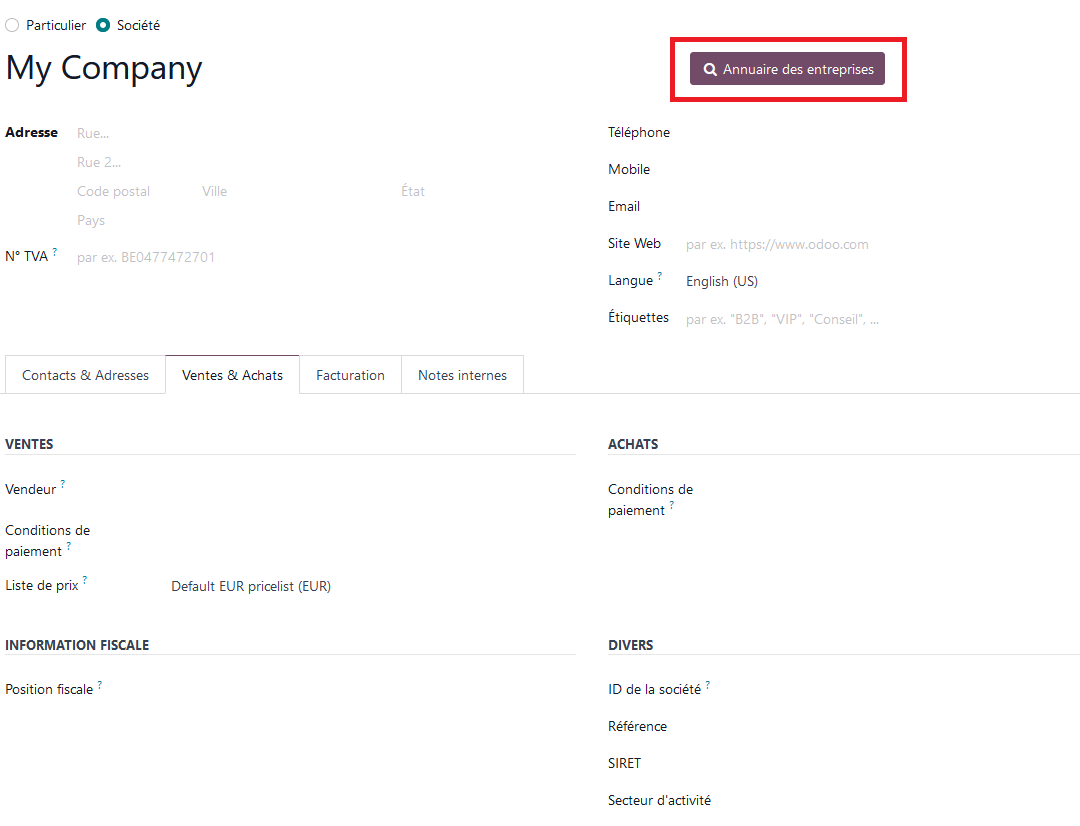 Particulier Société
My Company
Annuaire des entreprises
Adresse Rue...
Rue 2...
Code postal Ville État
Pays
N° TVA ? par ex. BE0477472701
Téléphone
Mobile
Email
Site Web par ex. https://www.odoo.com
Langue ? English (US)
Étiquettes par ex. "B2B", "VIP", "Conseil", ...
Contacts & Adresses Ventes & Achats Facturation Notes internes
VENTES
Vendeur ?
Conditions de
paiement ?
Liste de prix ? Default EUR pricelist (EUR)
ACHATS
Conditions de
paiement ?
INFORMATION FISCALE
Position fiscale ?
DIVERS
ID de la société ?
Référence
SIRET
Secteur d'activité